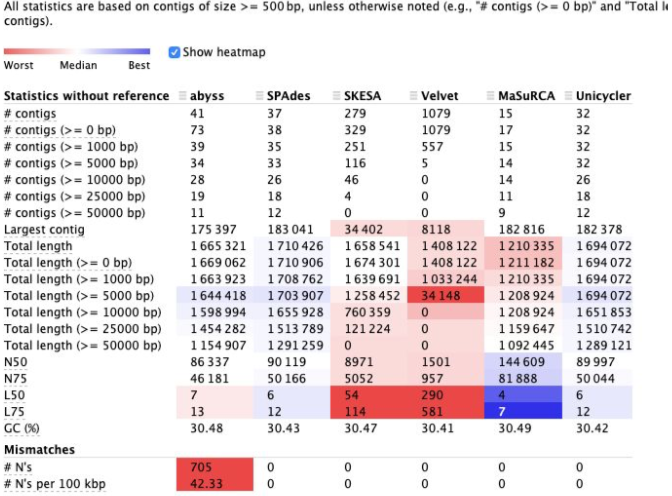 All statistics are based on contigs of size >= 500 bp, unless otherwise noted (e.g., "# contigs (>= 0 bp)" and "Total
contigs).
Show heatmap
Worst Median Best
Statistics without reference abyss SPAdes SKESA Velvet MaSuRCA Unicycler
# contigs 41 37 279 1079 15 32
# contigs (>= 0 bp) 73 38 329 1079 17 32
# contigs (>= 1000 bp) 39 35 251 557 15 32
# contigs (>= 5000 bp) 34 33 116 5 14 32
# contigs (>= 10000 bp) 28 26 46 0 14 26
# contigs (>= 25000 bp) 19 18 4 0 11 18
# contigs (>= 50000 bp) 11 12 0 0 9 12
Largest contig 175 397 183 041 34 402 8118 182 816 182 378
Total length 1 665 321 1 710 426 1 658 541 1 408 122 1 210 335 1 694 072
Total length (>= 0 bp) 1 669 062 1 710 906 1 674 301 1 408 122 1 211 182 1 694 072
Total length (>= 1000 bp) 1 663 923 1 708 762 1 639 691 1 033 244 1 210 335 1 694 072
Total length (>= 5000 bp) 1 644 418 1 703 907 1 258 452 34 148 1 208 924 1 694 072
Total length (>= 10000 bp) 1 598 994 1 655 928 760 359 0 1 208 924 1 651 853
Total length (>= 25000 bp) 1 454 282 1 513 789 121 224 0 1 159 647 1 510 742
Total length (>= 50000 bp) 1 154 907 1 291 259 0 0 1 092 445 1 289 121
N50 86 337 90 119 8971 1501 144 609 89 997
N75 46 181 50 166 5052 957 81 888 50 044
L50 7 6 54 290 4 6
L75 13 12 114 581 7 12
GC (%) 30.48 30.43 30.47 30.41 30.49 30.42
Mismatches
# N's 705 0 0 0 0 0
# N's per 100 kbp 42.33 0 0 0 0 0